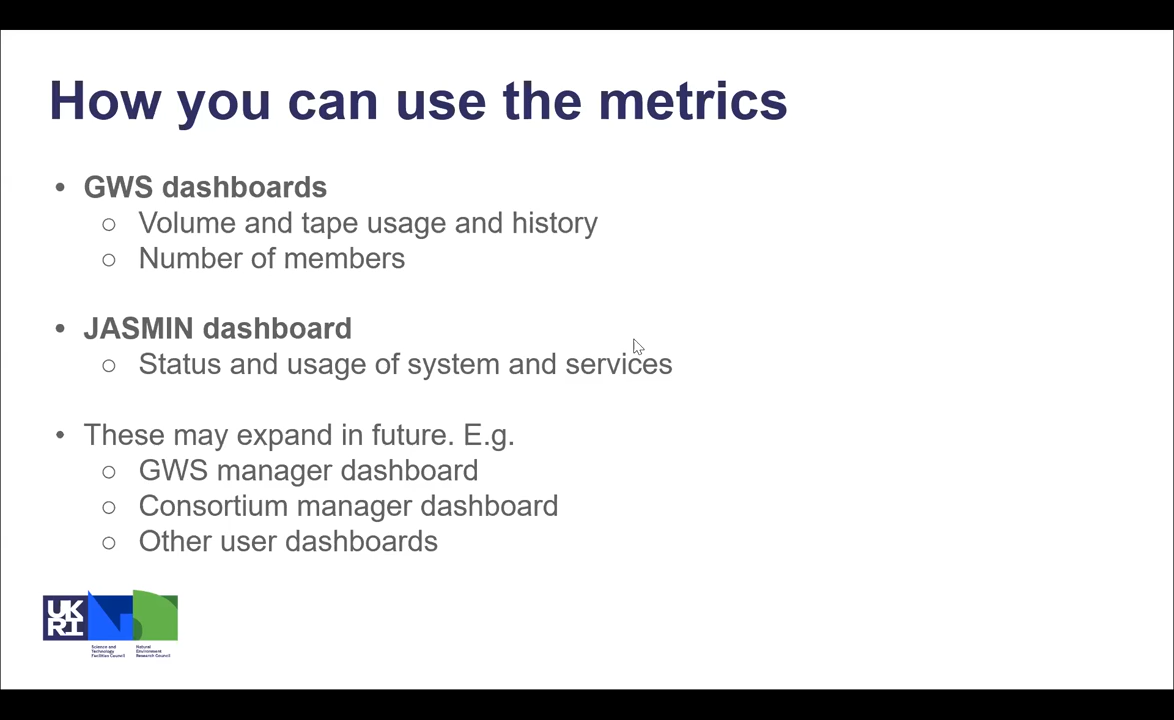 How you can use the metrics
• GWS dashboards
○ Volume and tape usage and history
○ Number of members
• JASMIN dashboard
○ Status and usage of system and services
• These may expand in future. E.g.
○ GWS manager dashboard
○ Consortium manager dashboard
○ Other user dashboards
UK
RI
Science and
Technology
Facilities Council
Natural
Environment
Research Council